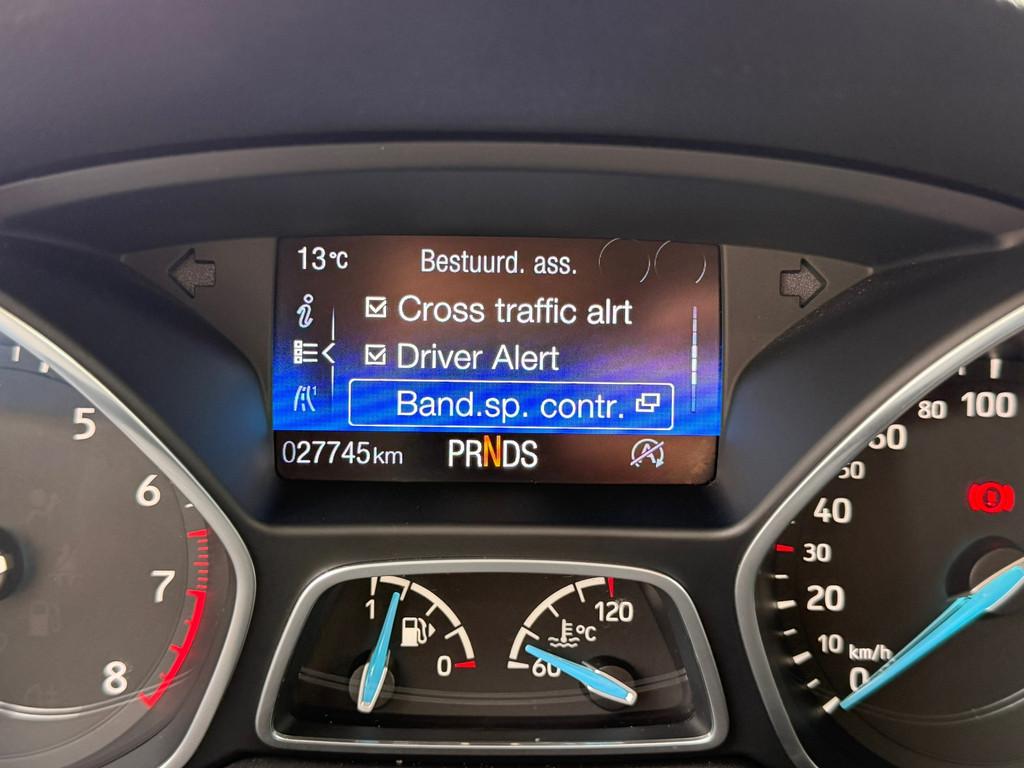 13°C Bestuurd. ass.
Cross traffic alrt
Driver Alert
1
Band.sp. contr.
027745km PRNDS A
5
6
7
8
1
0
60
120
°C
100
80
60
50
40
30
20
10
km/h
0